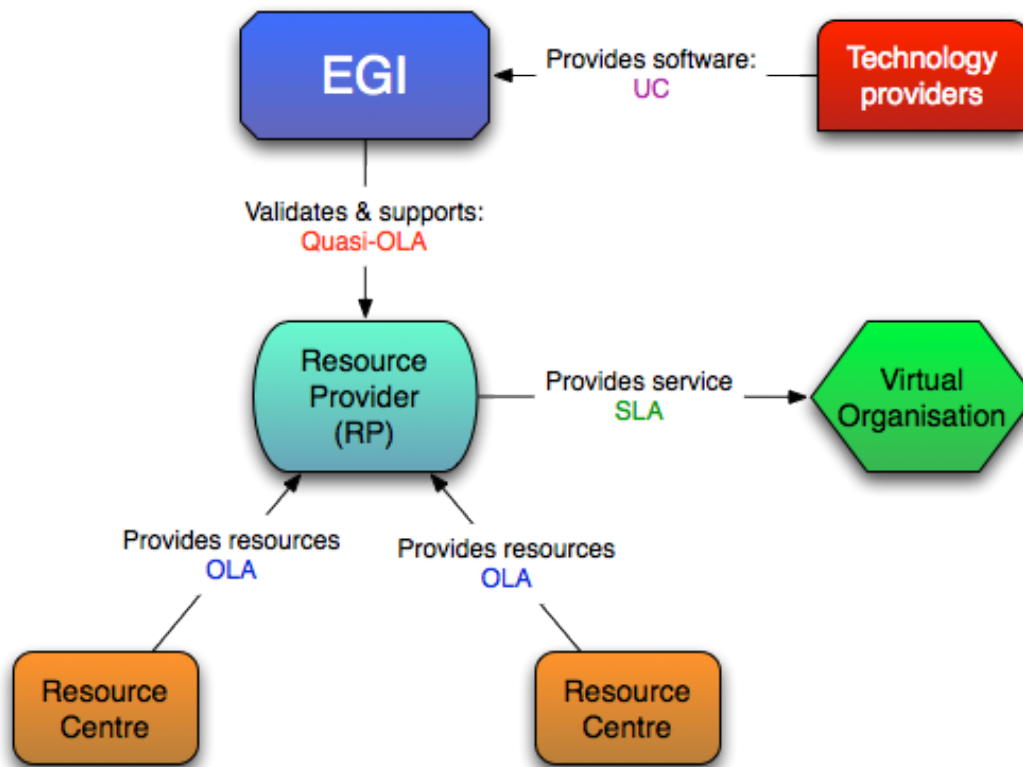 EGI
Provides software:
UC
Technology
providers
Validates & supports:
Quasi-OLA
Resource
Provider
(RP)
Provides service
SLA
Virtual
Organisation
Provides resources
OLA
Provides resources
OLA
Resource
Centre
Resource
Centre